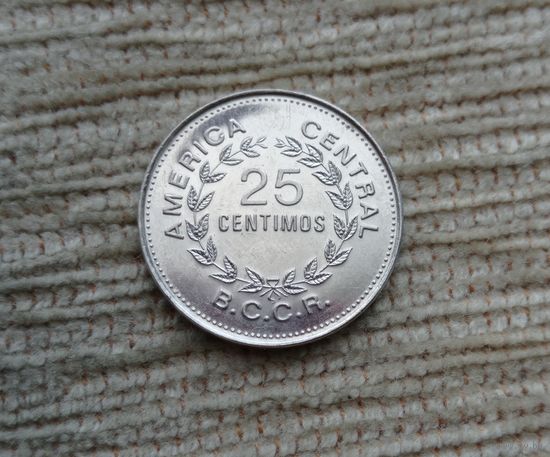 AMERICA CENTRAL
25
CENTIMOS
B.C.C.R.